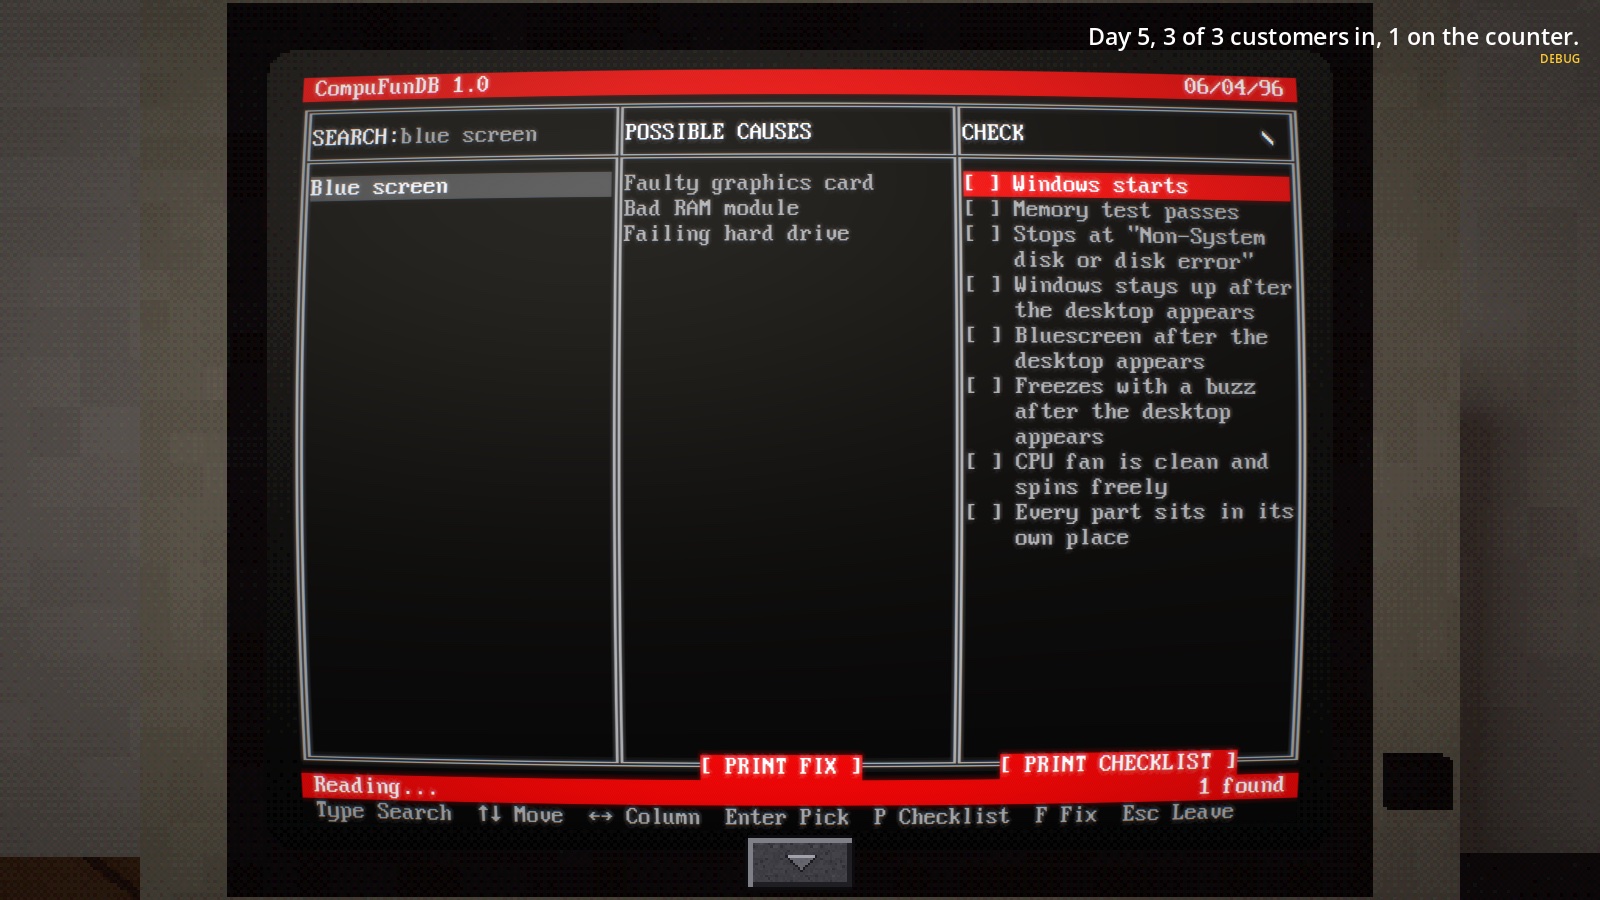 Day 5, 3 of 3 customers in, 1 on the counter.
DEBUG
CompuFunDB 1.0
06/04/96
SEARCH:blue screen
POSSIBLE CAUSES
CHECK
Blue screen
Faulty graphics card
Bad RAM module
Failing hard drive
[ ] Windows starts
[ ] Memory test passes
[ ] Stops at "Non-System
disk or disk error"
[ ] Windows stays up after
the desktop appears
[ ] Bluescreen after the
desktop appears
[ ] Freezes with a buzz
after the desktop
appears
[ ] CPU fan is clean and
spins freely
[ ] Every part sits in its
own place
[ PRINT FIX ]
[ PRINT CHECKLIST ]
Reading...
1 found
Type Search ↑↓ Move ↔ Column Enter Pick P Checklist F Fix Esc Leave